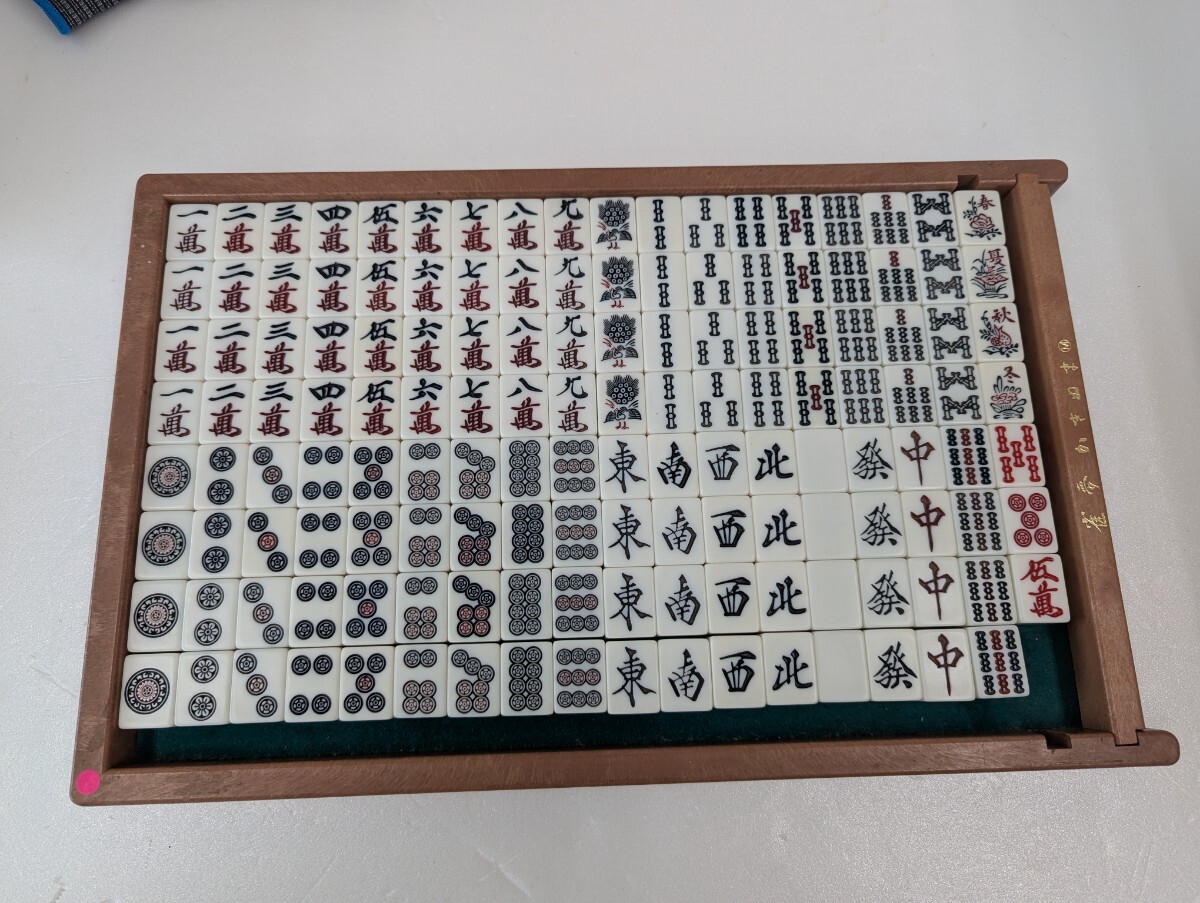 一萬 二萬 三萬 四萬 伍萬 六萬 七萬 八萬 九萬 春
一萬 二萬 三萬 四萬 伍萬 六萬 七萬 八萬 九萬 夏
一萬 二萬 三萬 四萬 伍萬 六萬 七萬 八萬 九萬 秋
一萬 二萬 三萬 四萬 伍萬 六萬 七萬 八萬 九萬 冬
東 南 西 北 發 中
東 南 西 北 發 中
東 南 西 北 發 中 伍萬
東 南 西 北 發 中